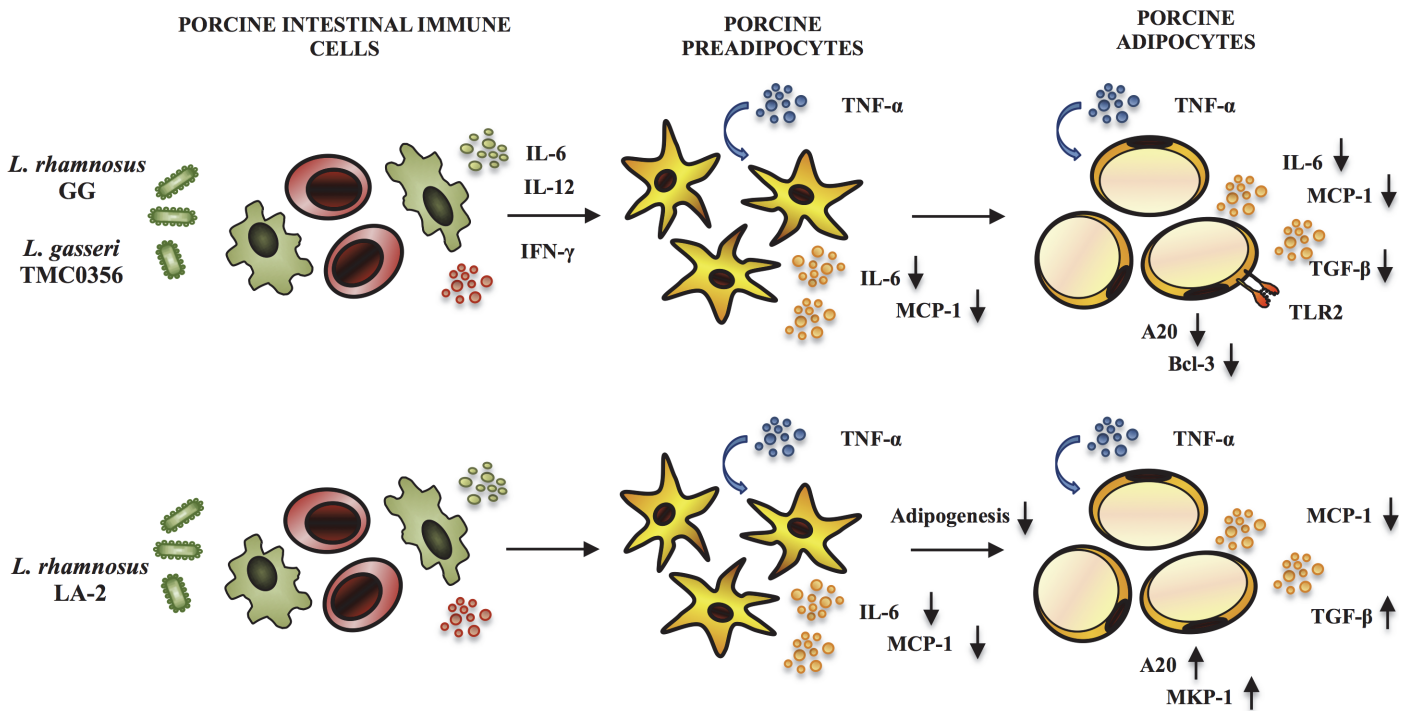 PORCINE INTESTINAL IMMUNE
CELLS
PORCINE
PREADIPOCYTES
PORCINE
ADIPOCYTES
L. rhamnosus
GG
L. gasseri
TMC0356
IL-6
IL-12
IFN-γ
TNF-α
IL-6
MCP-1
TNF-α
IL-6
MCP-1
TGF-β
TLR2
A20
Bcl-3
L. rhamnosus
LA-2
TNF-α
Adipogenesis
IL-6
MCP-1
TNF-α
MCP-1
TGF-β
A20
MKP-1